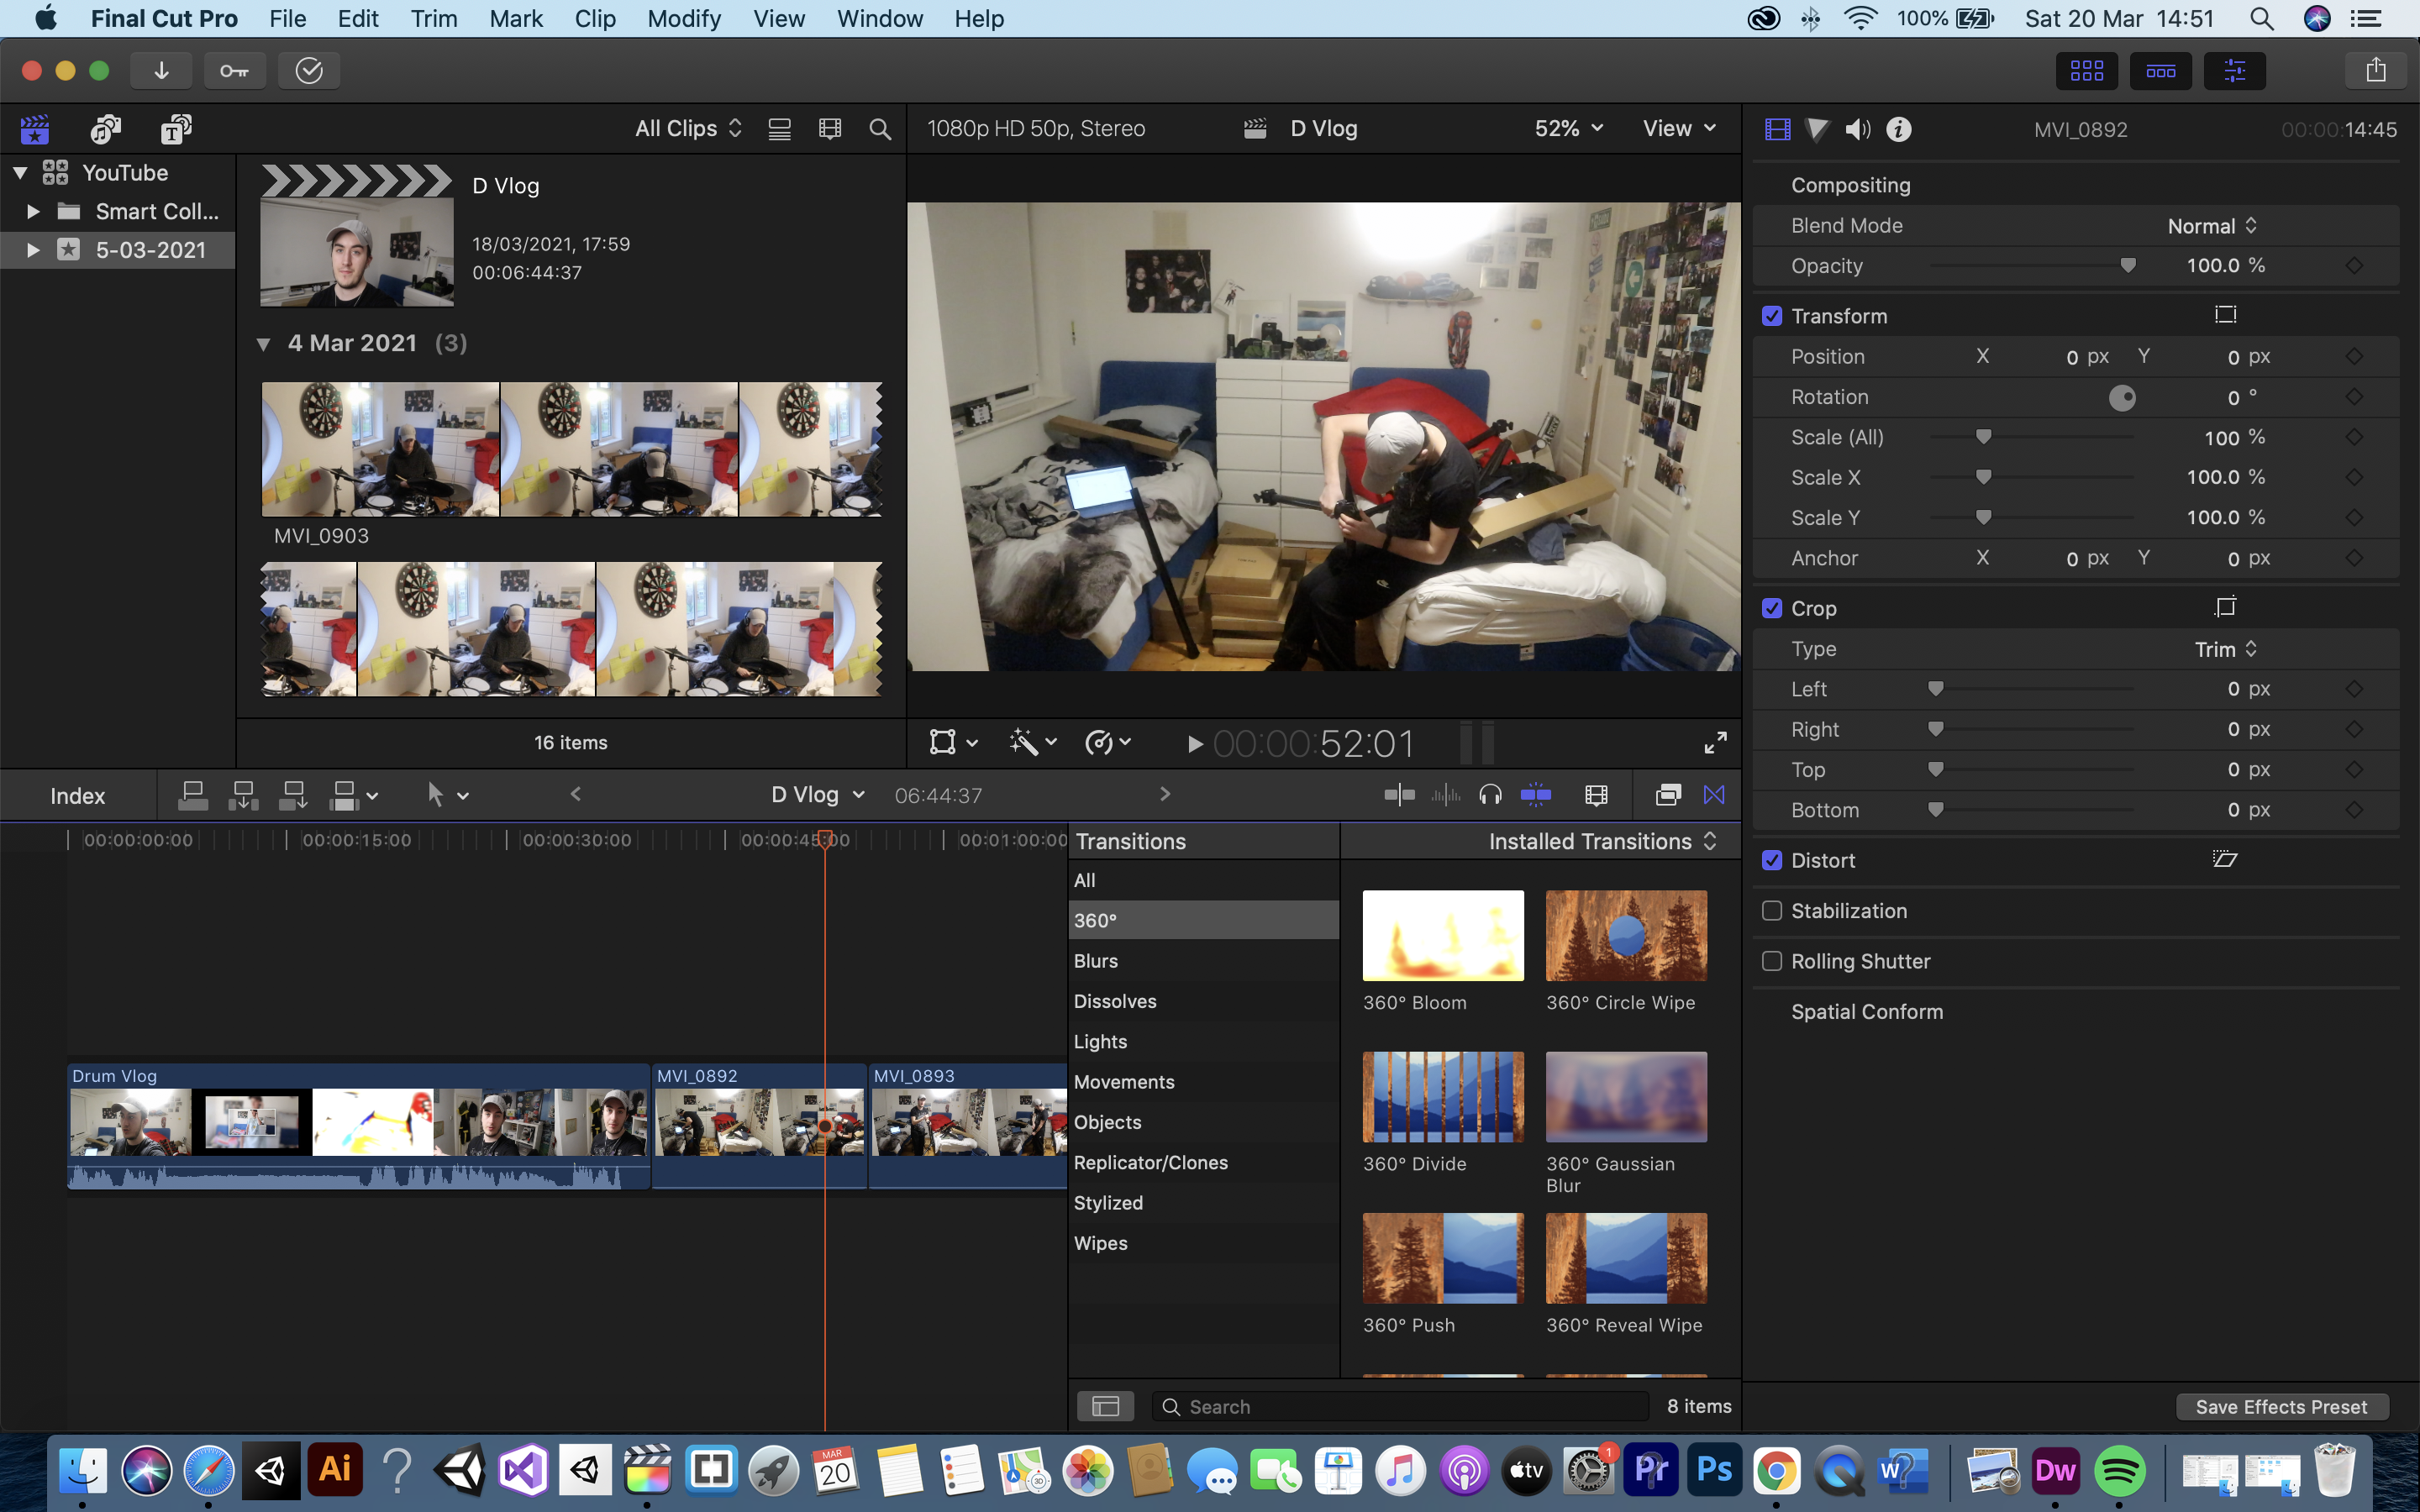 Final Cut Pro File Edit Trim Mark Clip Modify View Window Help 100% Sat 20 Mar 14:51
All Clips
1080p HD 50p, Stereo D Vlog 52% View
MVI_0892 00:00:14:45
YouTube
Smart Coll...
5-03-2021
D Vlog
18/03/2021, 17:59
00:06:44:37
4 Mar 2021 (3)
MVI_0903
16 items
00:00:52:01
Compositing
Blend Mode Normal
Opacity 100.0 %
Transform
Position X 0 px Y 0 px
Rotation 0 °
Scale (All) 100 %
Scale X 100.0 %
Scale Y 100.0 %
Anchor X 0 px Y 0 px
Crop
Type Trim
Left 0 px
Right 0 px
Top 0 px
Bottom 0 px
Distort
Stabilization
Rolling Shutter
Spatial Conform
Save Effects Preset
Index D Vlog 06:44:37
00:00:00:00 00:00:15:00 00:00:30:00 00:00:45:00 00:01:00:00
Drum Vlog MVI_0892 MVI_0893
Transitions Installed Transitions
All
360°
Blurs
Dissolves
Lights
Movements
Objects
Replicator/Clones
Stylized
Wipes
360° Bloom 360° Circle Wipe
360° Divide 360° Gaussian
Blur
360° Push 360° Reveal Wipe
Search 8 items
Ai MAR 20 3D tv 1 Pr Ps W Dw